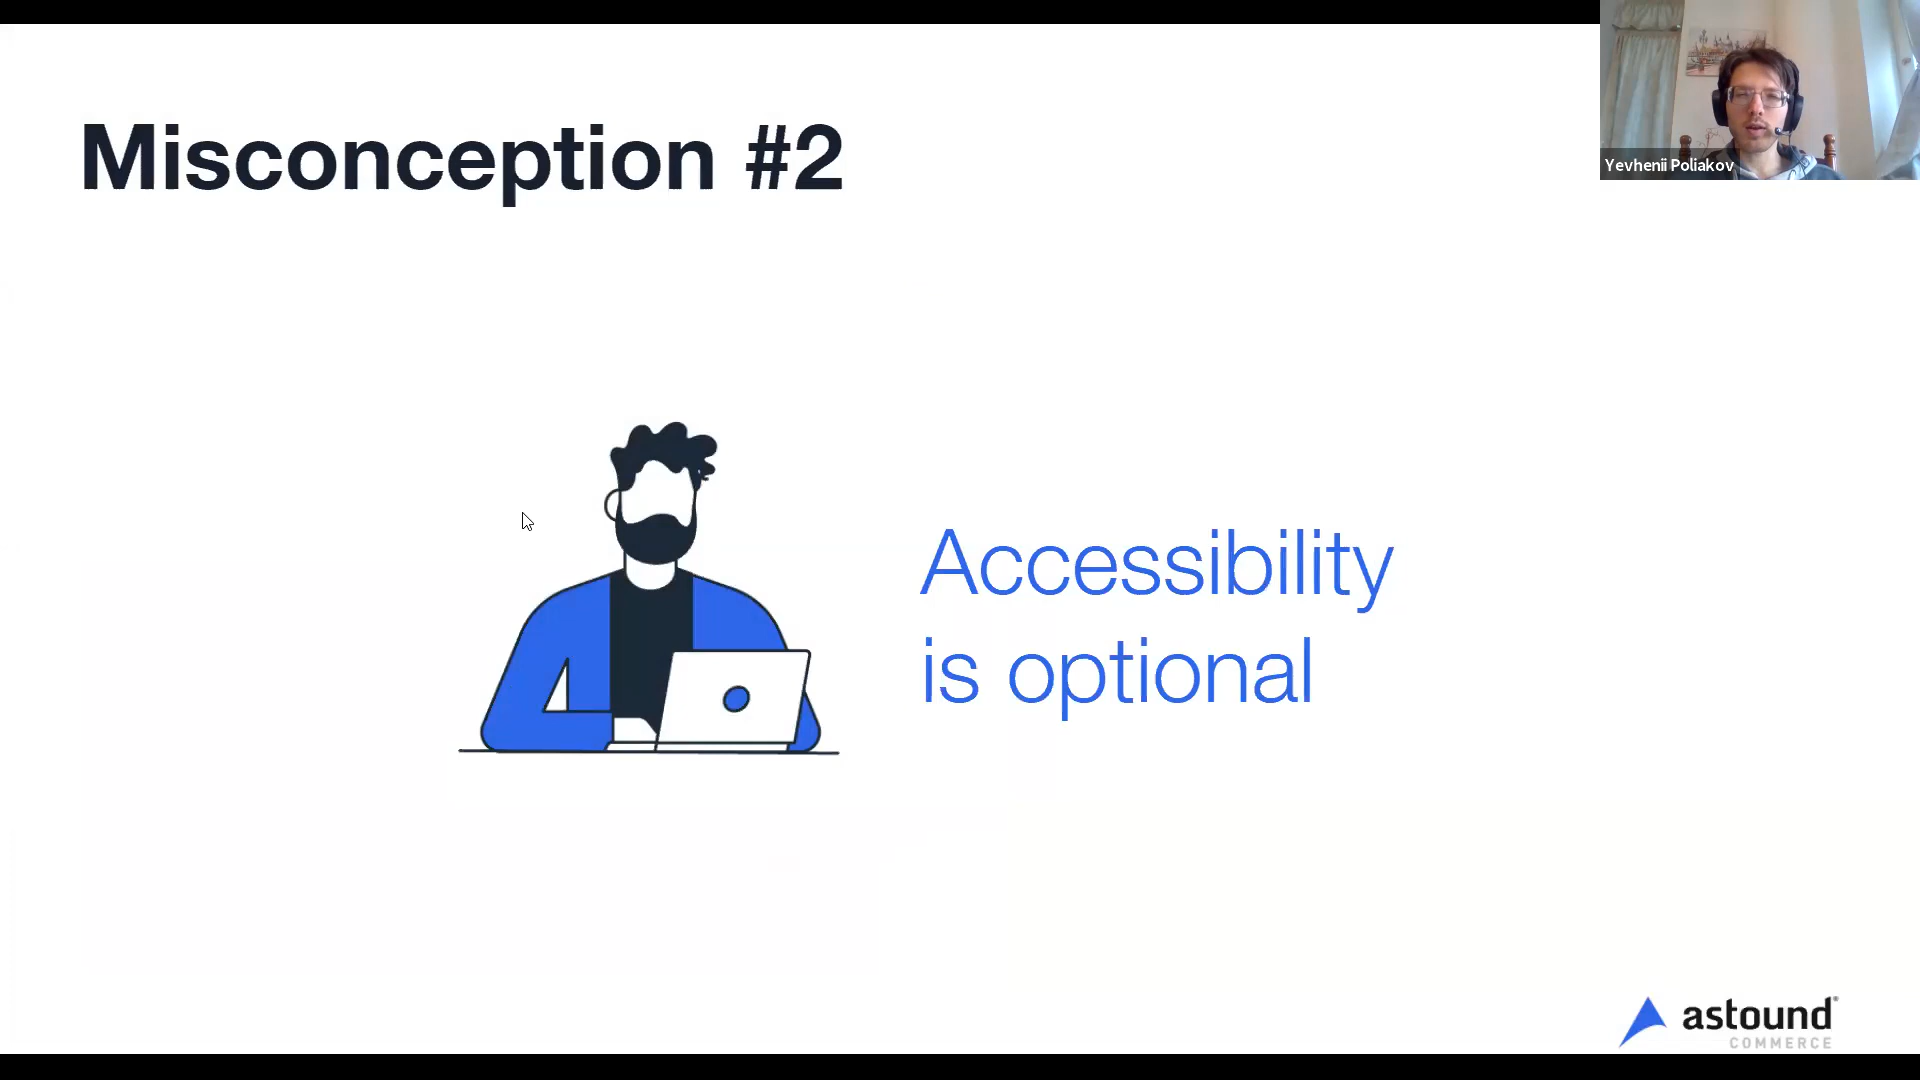 Misconception #2
Yevhenii Poliakov
Accessibility
is optional
astound®
COMMERCE